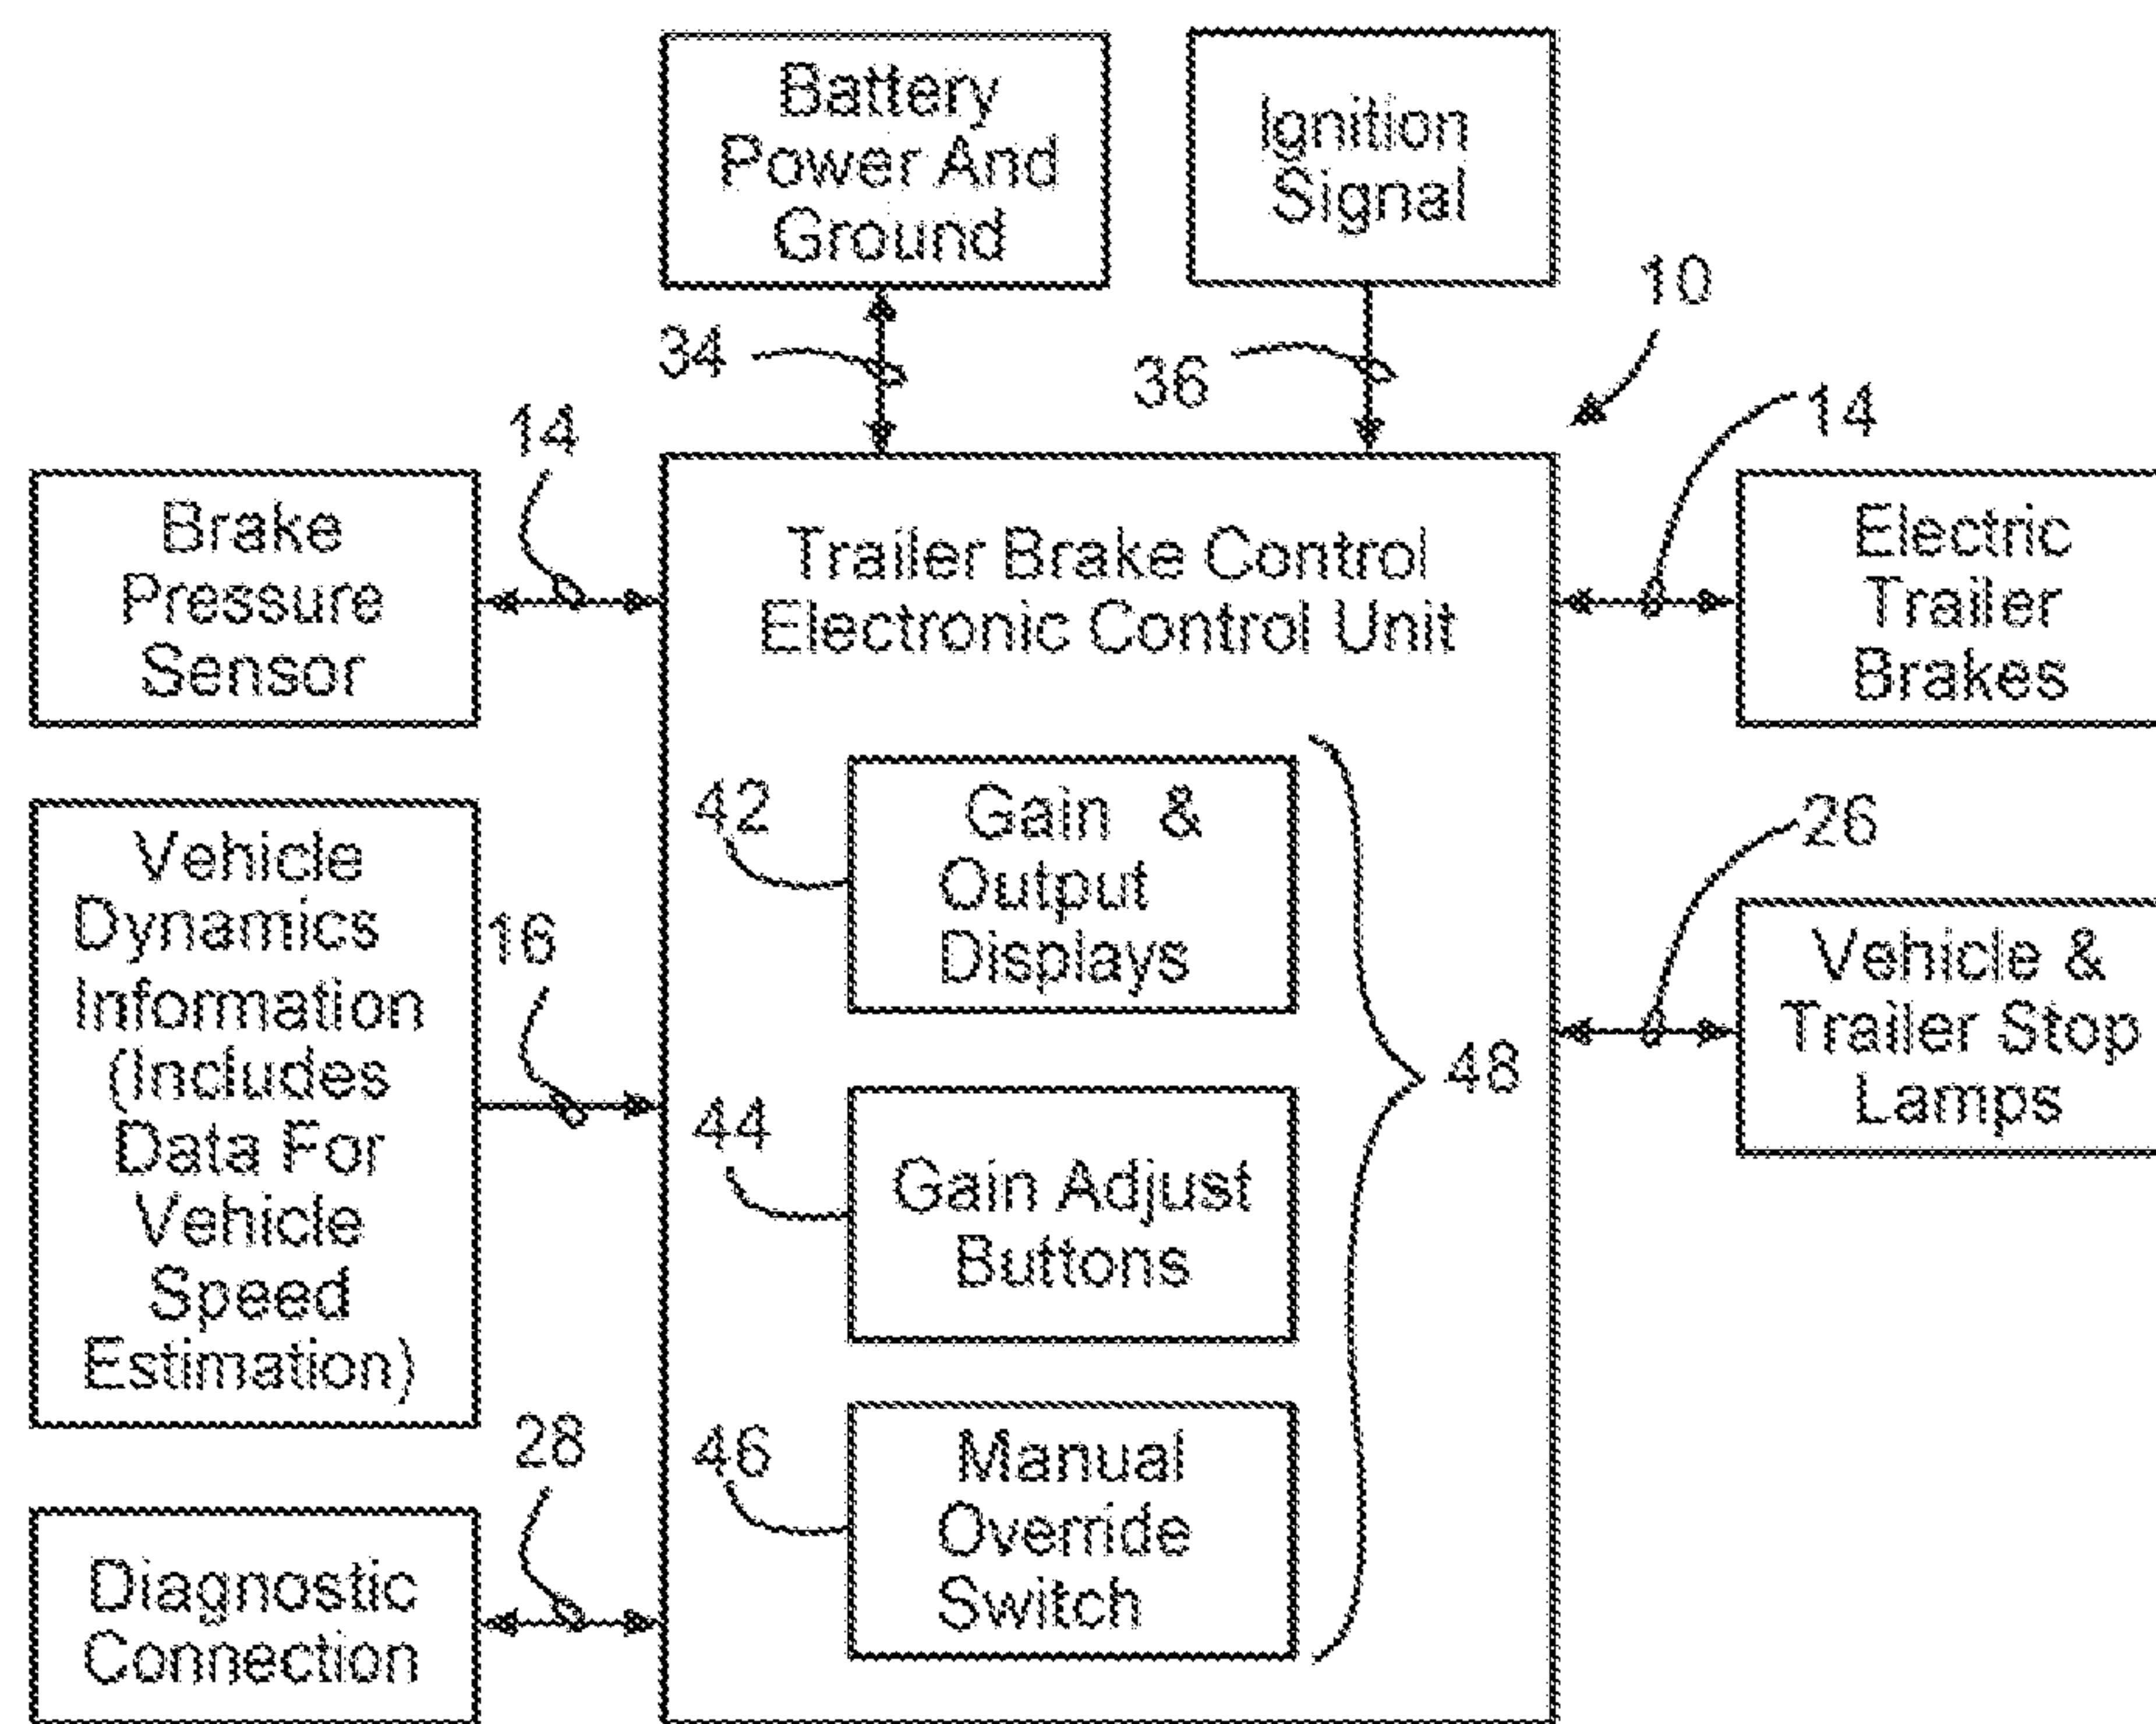 Battery
Power And
Ground
Ignition
Signal
10
34
36
14
14
Brake
Pressure
Sensor
Trailer Brake Control
Electronic Control Unit
Electric
Trailer
Brakes
42
Gain &
Output
Displays
26
Vehicle
Dynamics
Information
(Includes
Data For
Vehicle
Speed
Estimation)
16
48
Vehicle &
Trailer Stop
Lamps
44
Gain Adjust
Buttons
28
46
Manual
Override
Switch
Diagnostic
Connection